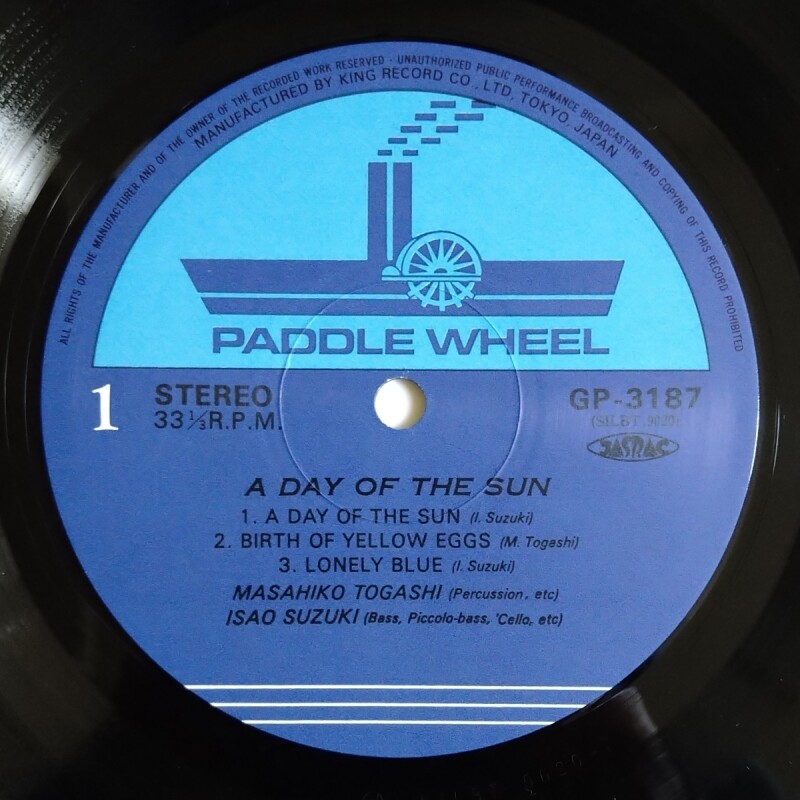 ALL RIGHTS OF THE MANUFACTURER AND OF THE OWNER OF THE RECORDED WORK RESERVED - UNAUTHORIZED PUBLIC PERFORMANCE BROADCASTING AND COPYING OF THIS RECORD PROHIBITED
MANUFACTURED BY KING RECORD CO., LTD, TOKYO, JAPAN
PADDLE WHEEL
1
STEREO
33⅓R.P.M.
GP-3187
JASRAC
A DAY OF THE SUN
1. A DAY OF THE SUN (I. Suzuki)
2. BIRTH OF YELLOW EGGS (M. Togashi)
3. LONELY BLUE (I. Suzuki)
MASAHIKO TOGASHI (Percussion, etc)
ISAO SUZUKI (Bass, Piccolo-bass, 'Cello, etc)